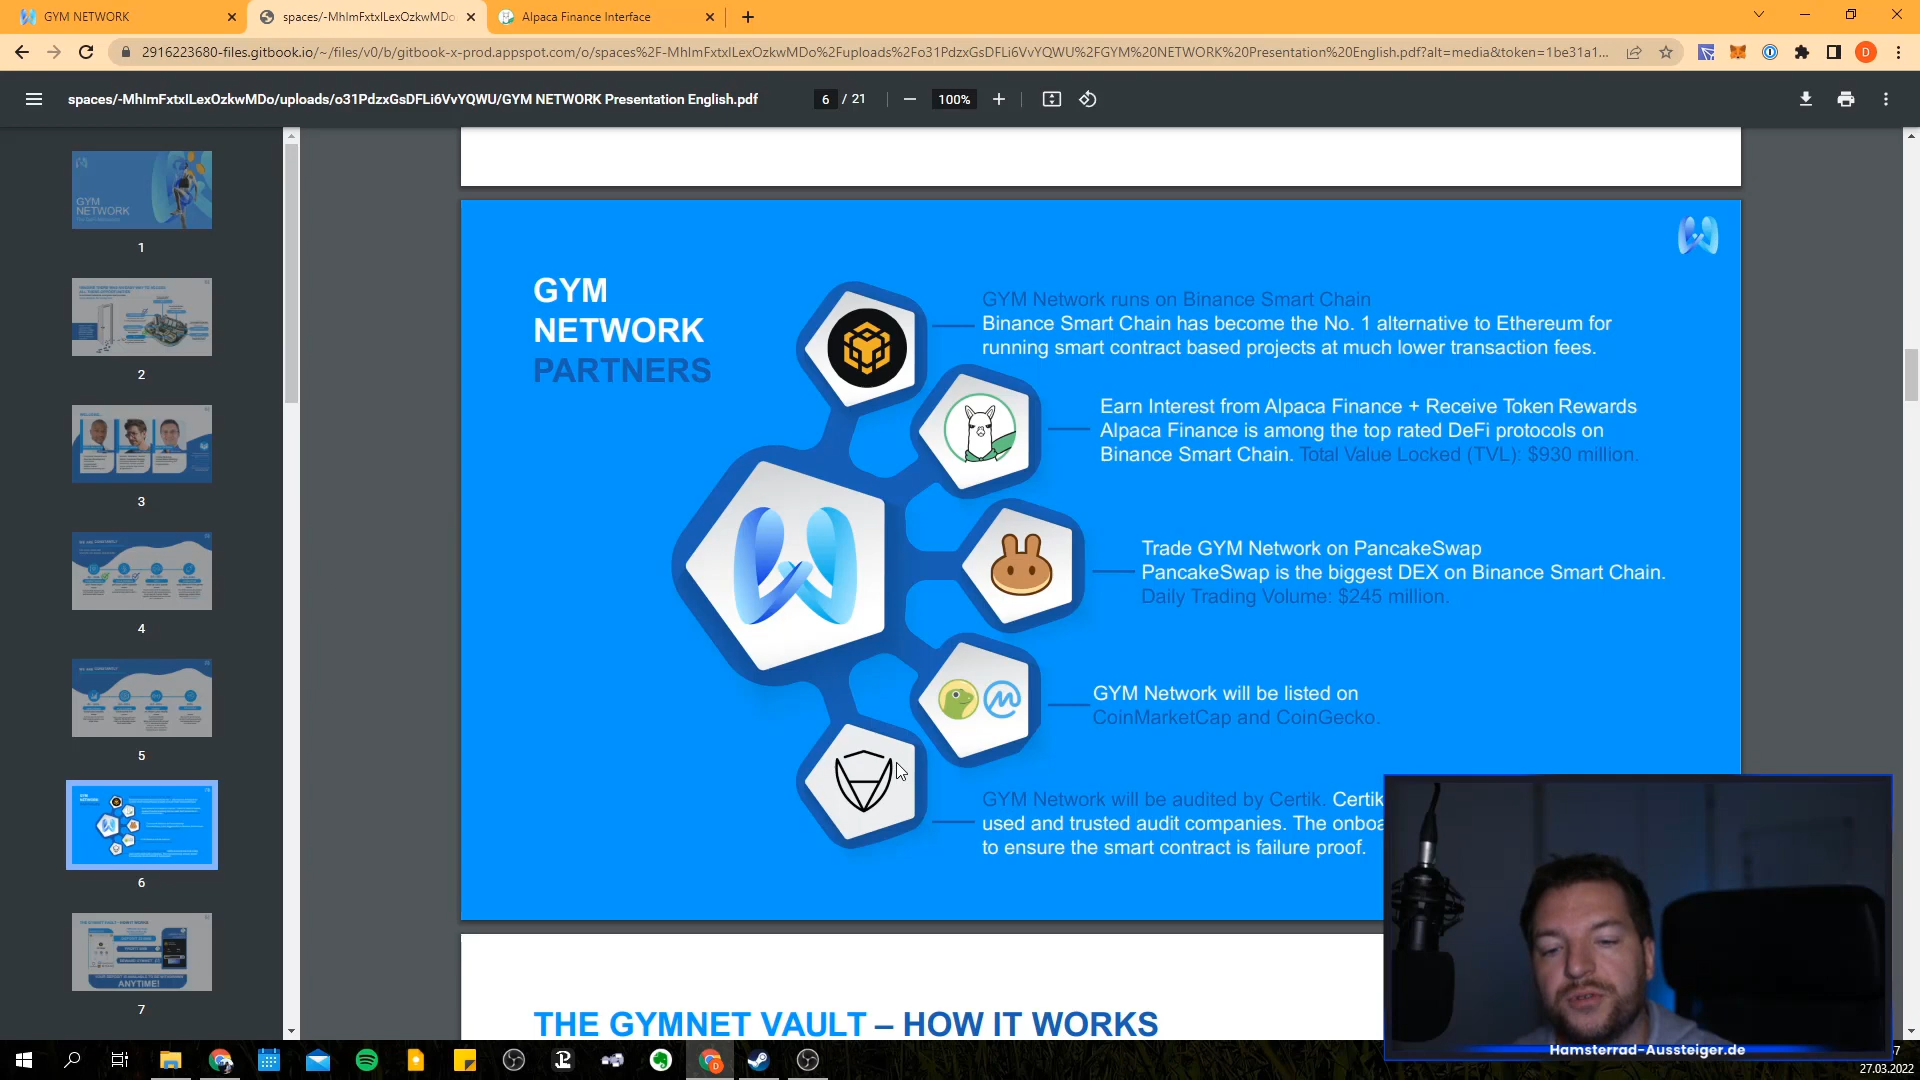 GYM NETWORK
spaces/-MhImFxtxILexOzkwMDo
Alpaca Finance Interface
2916223680-files.gitbook.io/~/files/v0/b/gitbook-x-prod.appspot.com/o/spaces%2F-MhImFxtxILexOzkwMDo%2Fuploads%2Fo31PdzxGsDFLi6VvYQWU%2FGYM%20NETWORK%20Presentation%20English.pdf?alt=media&token=1be31a1...
D
spaces/-MhImFxtxILexOzkwMDo/uploads/o31PdzxGsDFLi6VvYQWU/GYM NETWORK Presentation English.pdf
6 / 21
100%
GYM
NETWORK
1
2
3
4
5
6
ANYTIME!
7
GYM
NETWORK
PARTNERS
GYM Network runs on Binance Smart Chain
Binance Smart Chain has become the No. 1 alternative to Ethereum for
running smart contract based projects at much lower transaction fees.
Earn Interest from Alpaca Finance + Receive Token Rewards
Alpaca Finance is among the top rated DeFi protocols on
Binance Smart Chain. Total Value Locked (TVL): $930 million.
Trade GYM Network on PancakeSwap
PancakeSwap is the biggest DEX on Binance Smart Chain.
Daily Trading Volume: $245 million.
GYM Network will be listed on
CoinMarketCap and CoinGecko.
GYM Network will be audited by Certik. Certik
used and trusted audit companies. The onboa
to ensure the smart contract is failure proof.
THE GYMNET VAULT – HOW IT WORKS
Hamsterrad-Aussteiger.de
27.03.2022